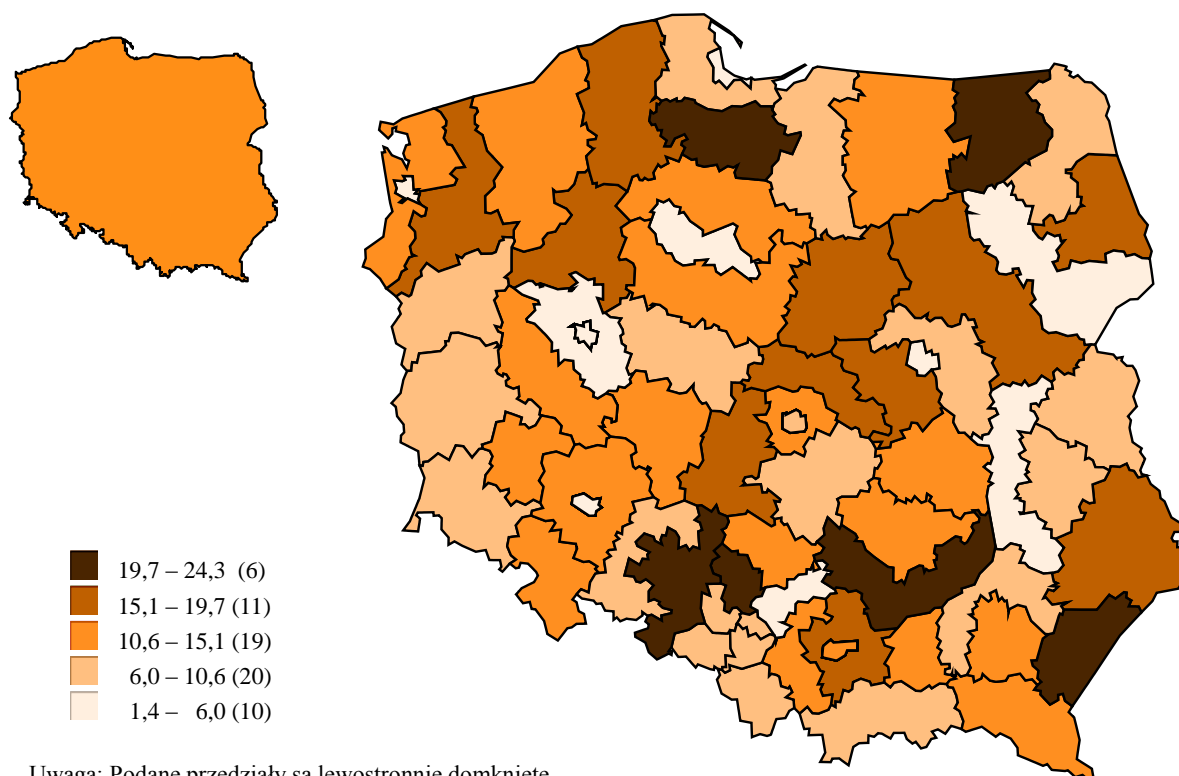 19,7 – 24,3 (6)
15,1 – 19,7 (11)
10,6 – 15,1 (19)
6,0 – 10,6 (20)
1,4 – 6,0 (10)
Uwaga: Podane przedziały są lewostronnie domknięte